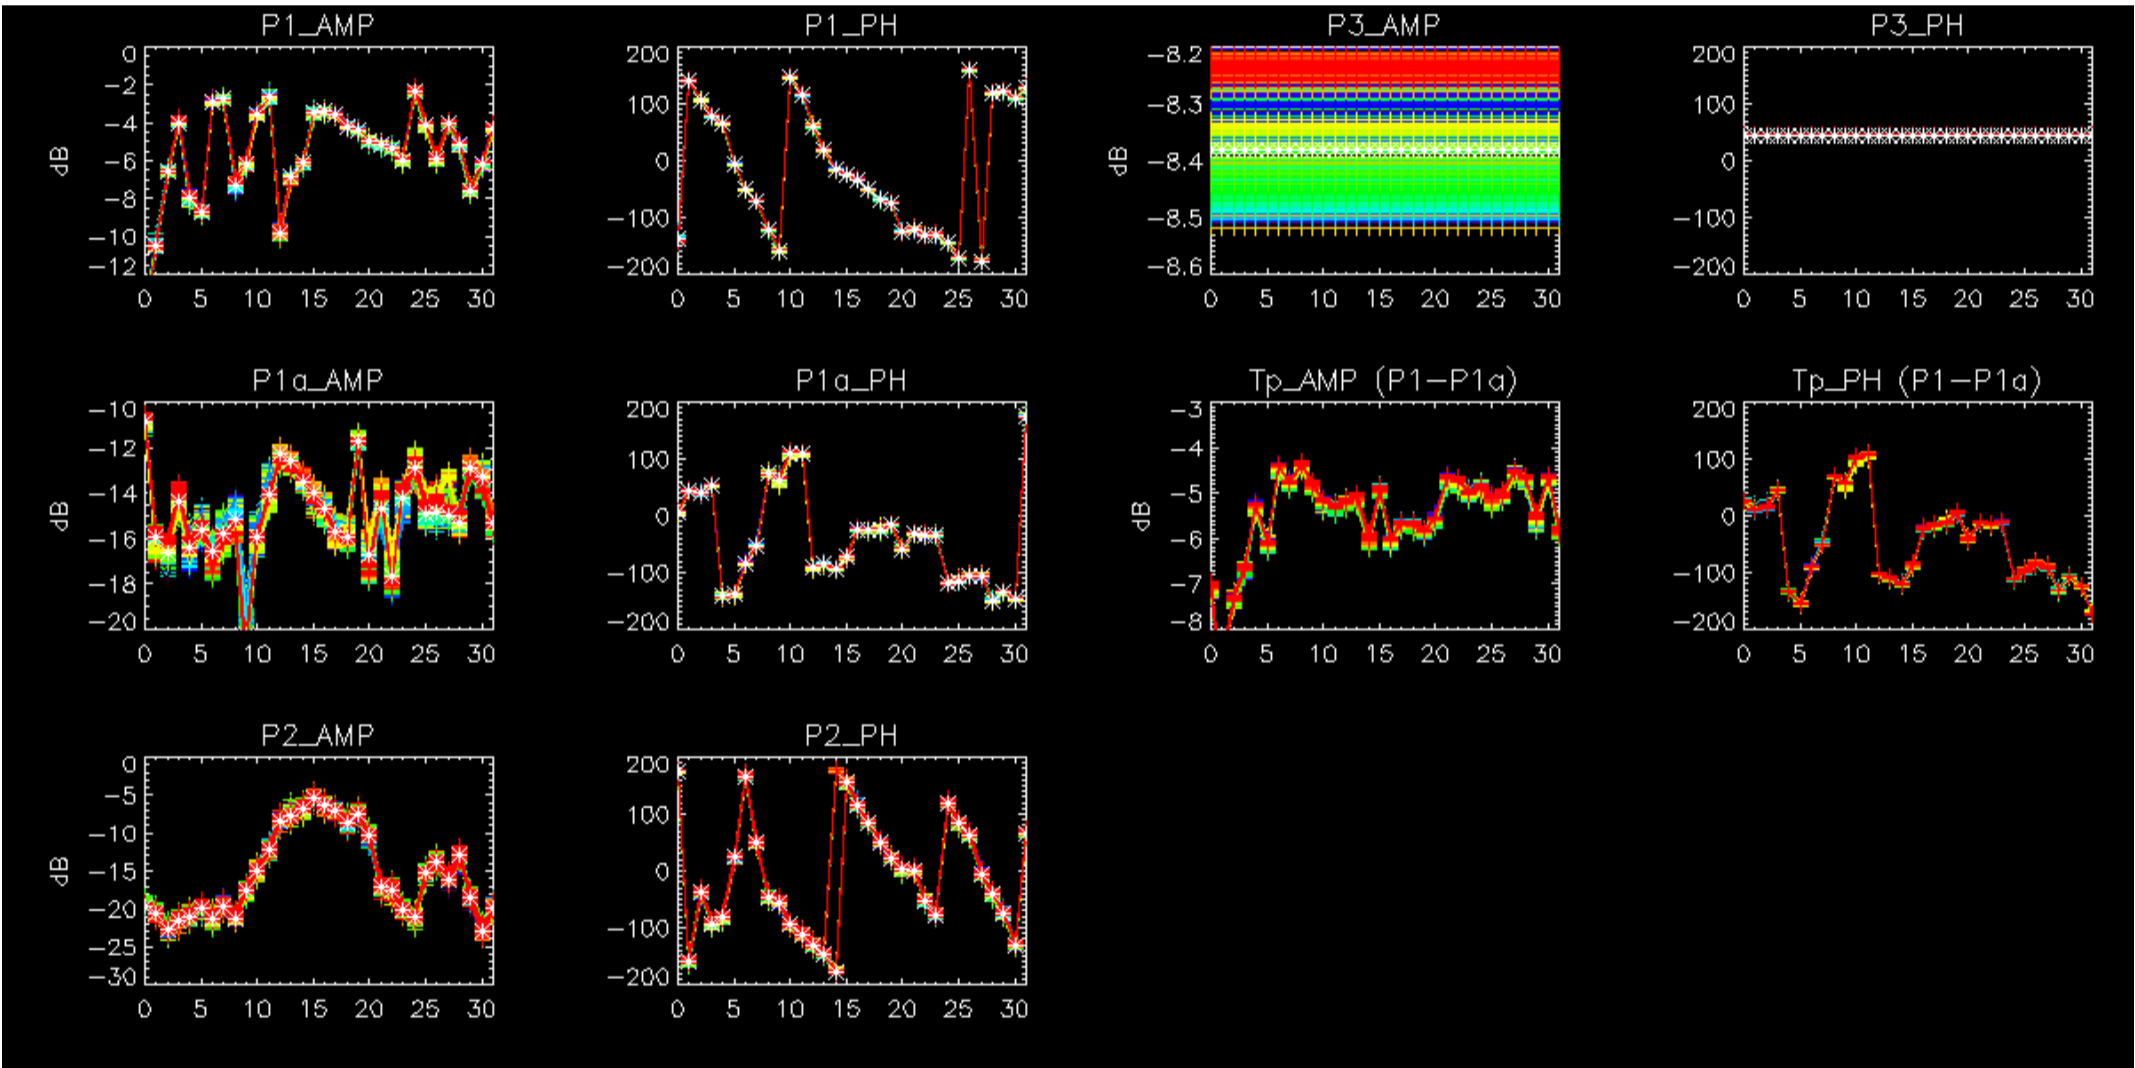 P1_AMP
0
−2
−4
−6
−8
−10
−12
dB
0 5 10 15 20 25 30
P1_PH
200
100
0
−100
−200
0 5 10 15 20 25 30
P3_AMP
−8.2
−8.3
−8.4
−8.5
−8.6
dB
0 5 10 15 20 25 30
P3_PH
200
100
0
−100
−200
0 5 10 15 20 25 30
P1a_AMP
−10
−12
−14
−16
−18
−20
dB
0 5 10 15 20 25 30
P1a_PH
200
100
0
−100
−200
0 5 10 15 20 25 30
Tp_AMP (P1−P1a)
−3
−4
−5
−6
−7
−8
dB
0 5 10 15 20 25 30
Tp_PH (P1−P1a)
200
100
0
−100
−200
0 5 10 15 20 25 30
P2_AMP
0
−5
−10
−15
−20
−25
−30
dB
0 5 10 15 20 25 30
P2_PH
200
100
0
−100
−200
0 5 10 15 20 25 30